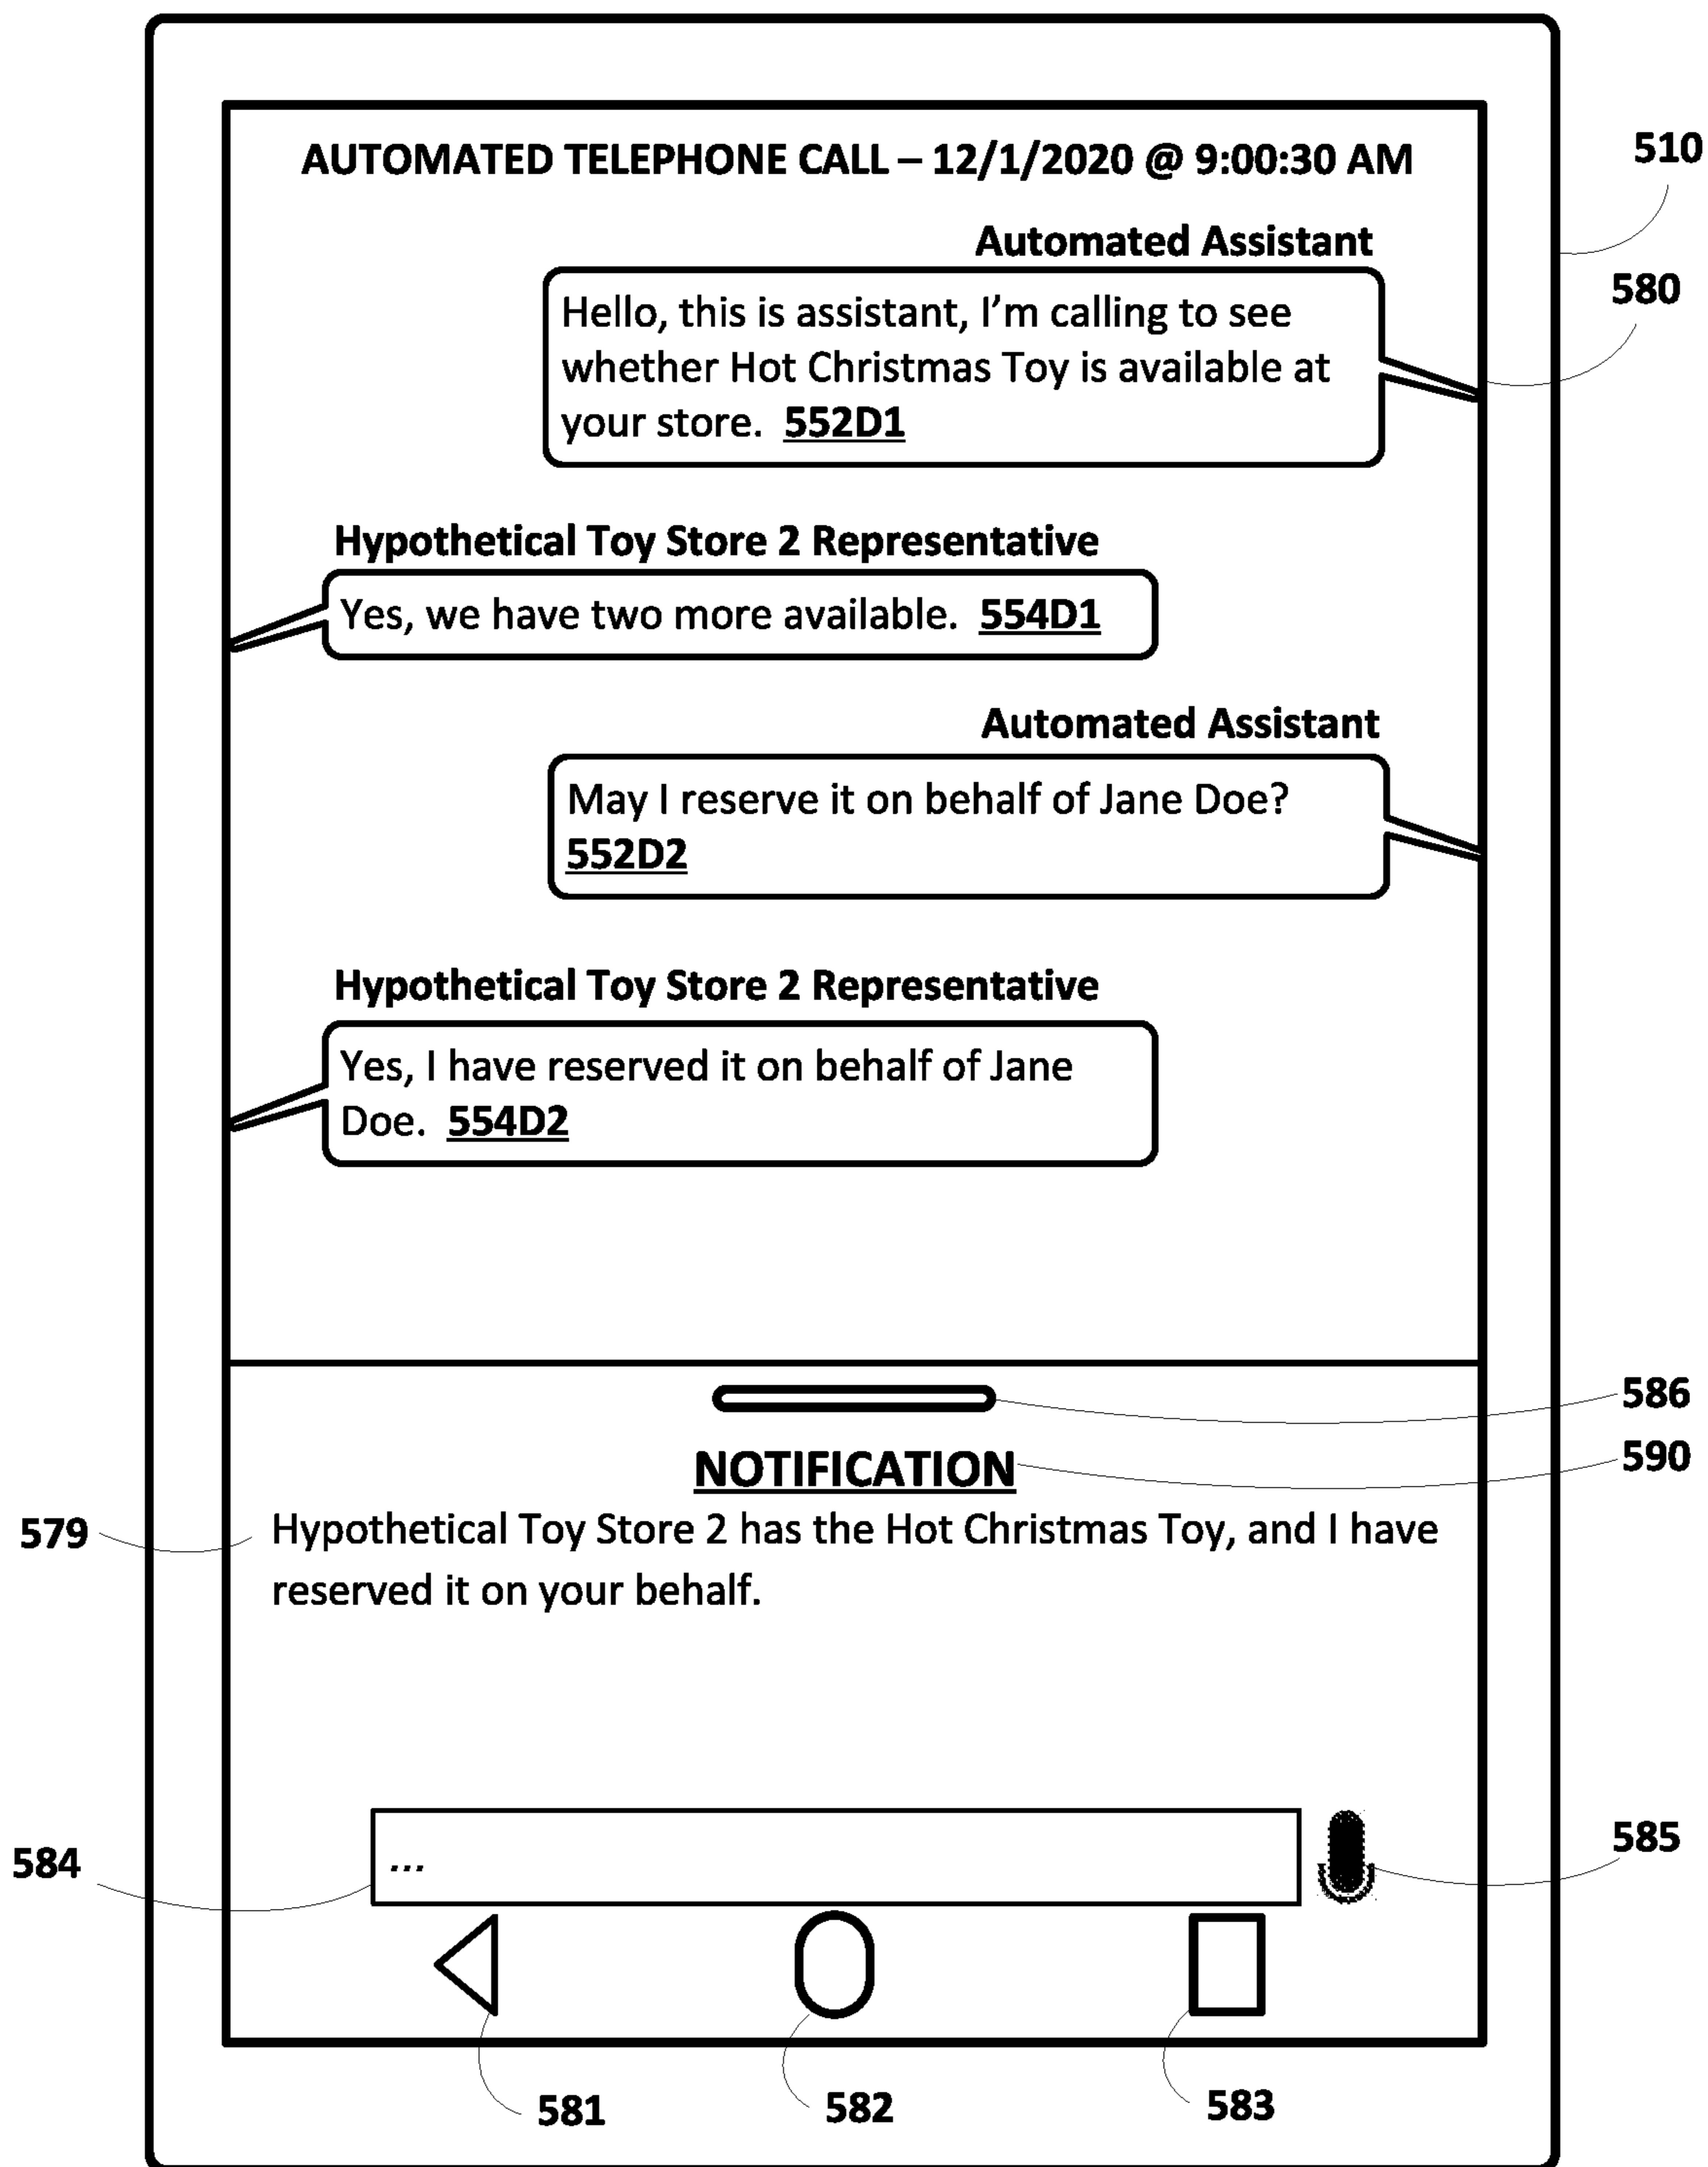 AUTOMATED TELEPHONE CALL – 12/1/2020 @ 9:00:30 AM
510
Automated Assistant
580
Hello, this is assistant, I'm calling to see
whether Hot Christmas Toy is available at
your store. 552D1
Hypothetical Toy Store 2 Representative
Yes, we have two more available. 554D1
Automated Assistant
May I reserve it on behalf of Jane Doe?
552D2
Hypothetical Toy Store 2 Representative
Yes, I have reserved it on behalf of Jane
Doe. 554D2
586
NOTIFICATION
590
579
Hypothetical Toy Store 2 has the Hot Christmas Toy, and I have
reserved it on your behalf.
584
...
585
581
582
583